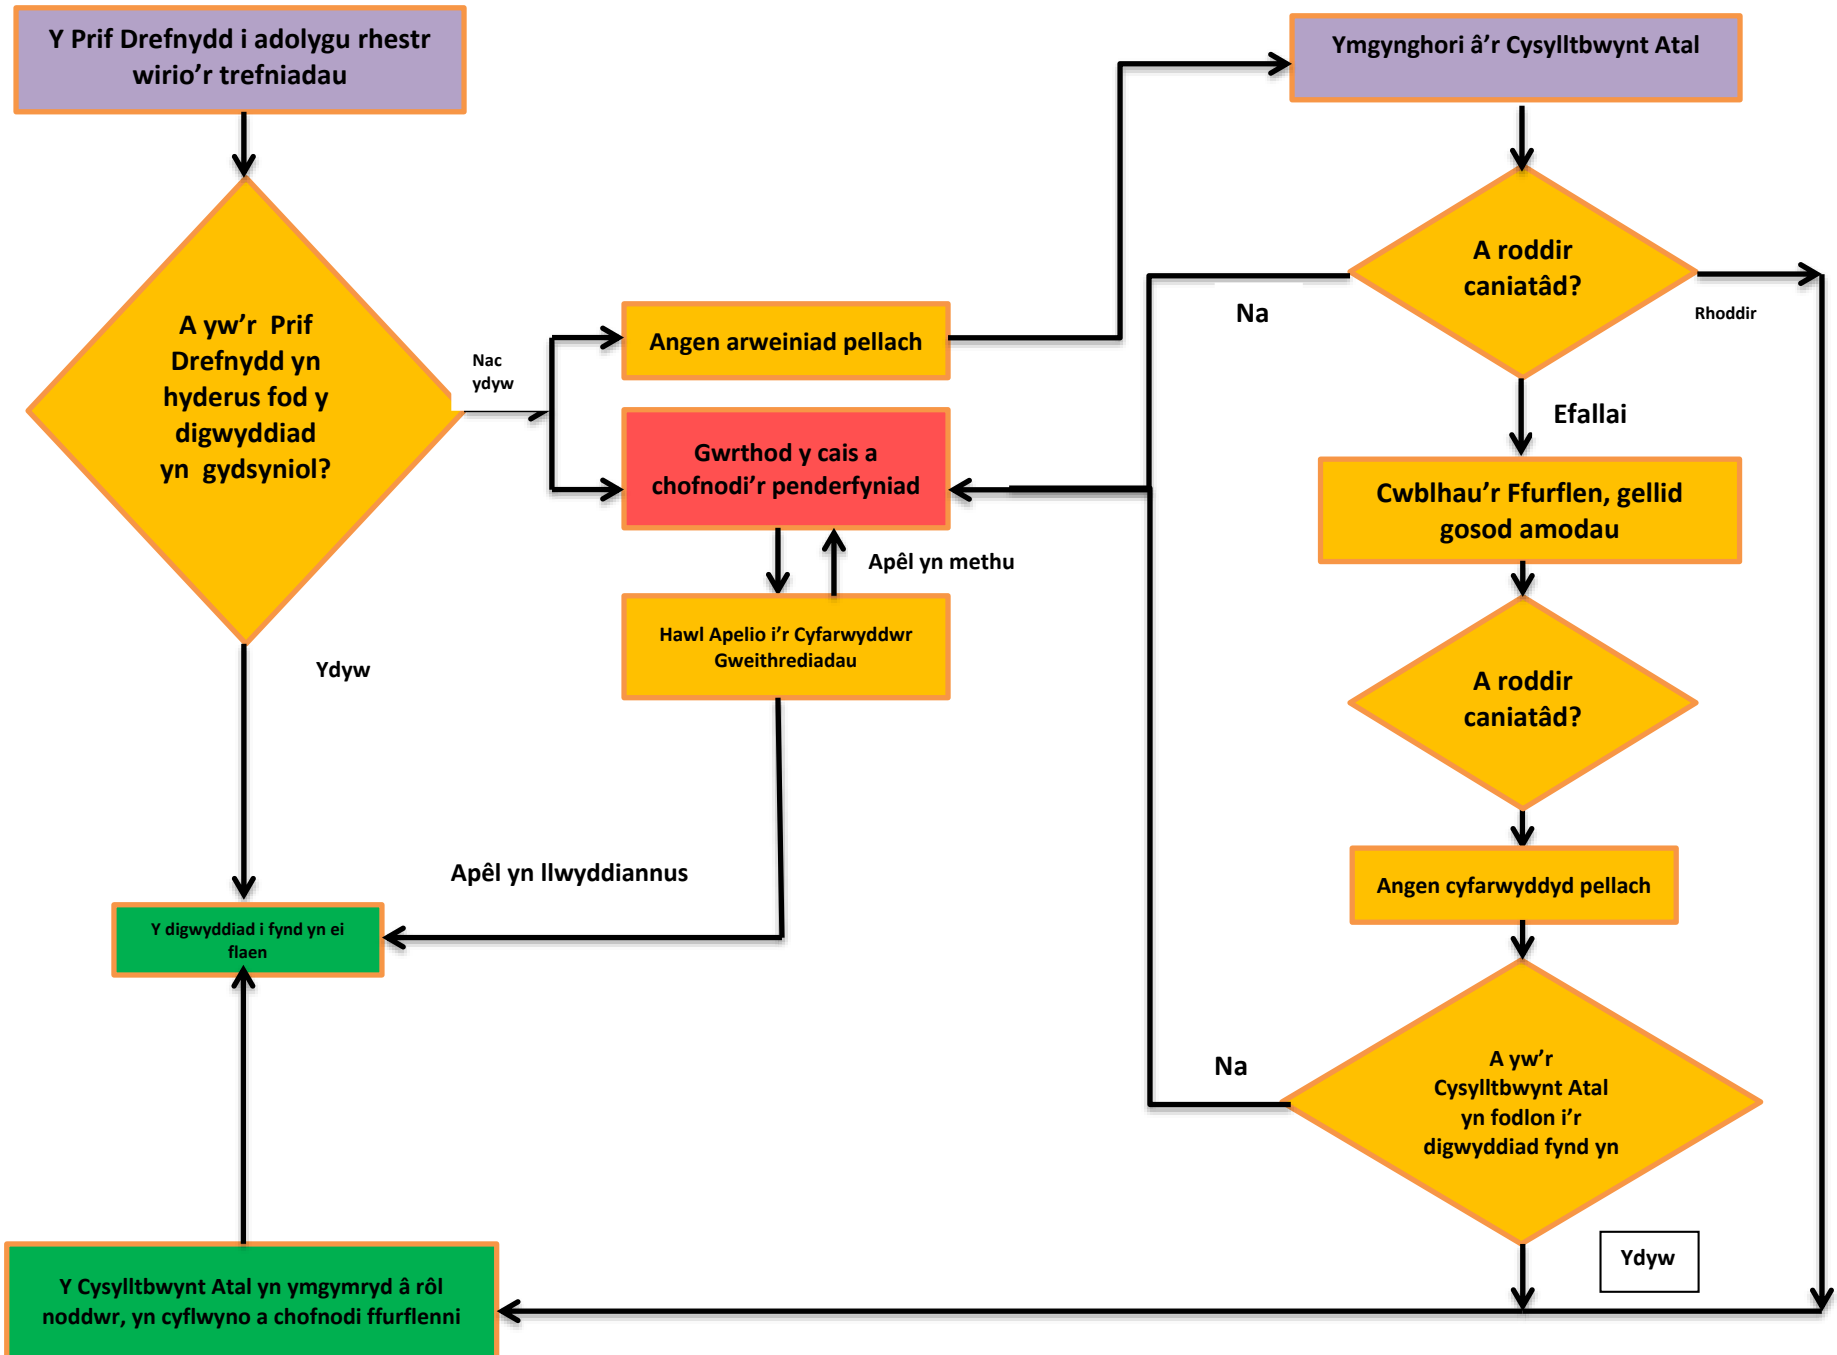 Y Prif Drefnydd i adolygu rhestr
wirio'r trefniadau
Ymgynghori â'r Cysylltbwynt Atal
A yw'r Prif
Drefnydd yn
hyderus fod y
digwyddiad
yn gydsyniol?
Nac
ydyw
Angen arweiniad pellach
Gwrthod y cais a
chofnodi'r penderfyniad
Apêl yn methu
Hawl Apelio i'r Cyfarwyddwr
Gweithrediadau
Ydyw
Apêl yn llwyddiannus
Y digwyddiad i fynd yn ei
flaen
A roddir
caniatâd?
Na
Rhoddir
Efallai
Cwblhau'r Ffurflen, gellid
gosod amodau
A roddir
caniatâd?
Angen cyfarwyddyd pellach
Na
A yw'r
Cysylltbwynt Atal
yn fodlon i'r
digwyddiad fynd yn
Ydyw
Y Cysylltbwynt Atal yn ymgymryd â rôl
noddwr, yn cyflwyno a chofnodi ffurflenni